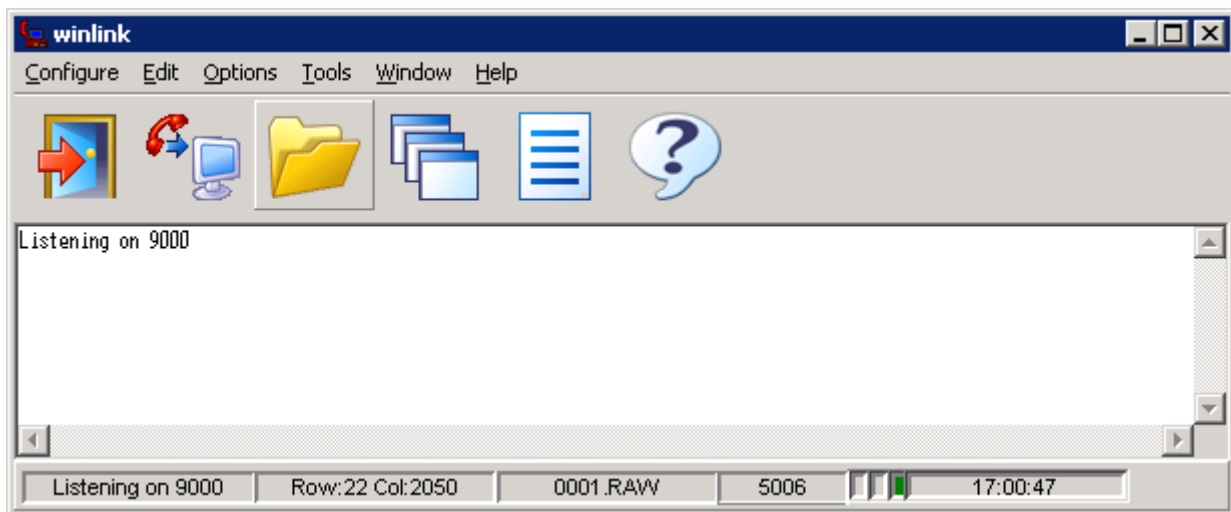 winlink
Configure Edit Options Tools Window Help
?
Listening on 9000
Listening on 9000 Row:22 Col:2050 0001.RAW 5006 17:00:47